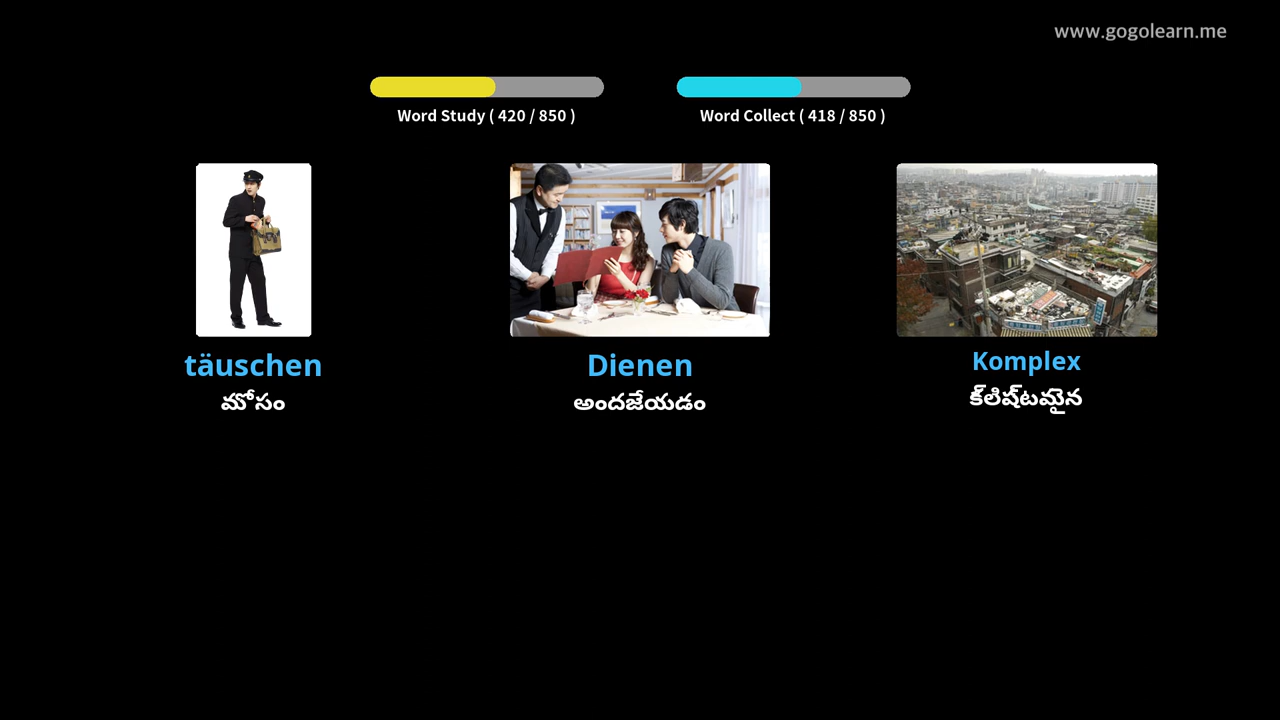 www.gogolearn.me
Word Study ( 420 / 850 )
Word Collect ( 418 / 850 )
täuschen
Dienen
Komplex
మోసం
అందజేయడం
క్‌లిష్‌టమైన